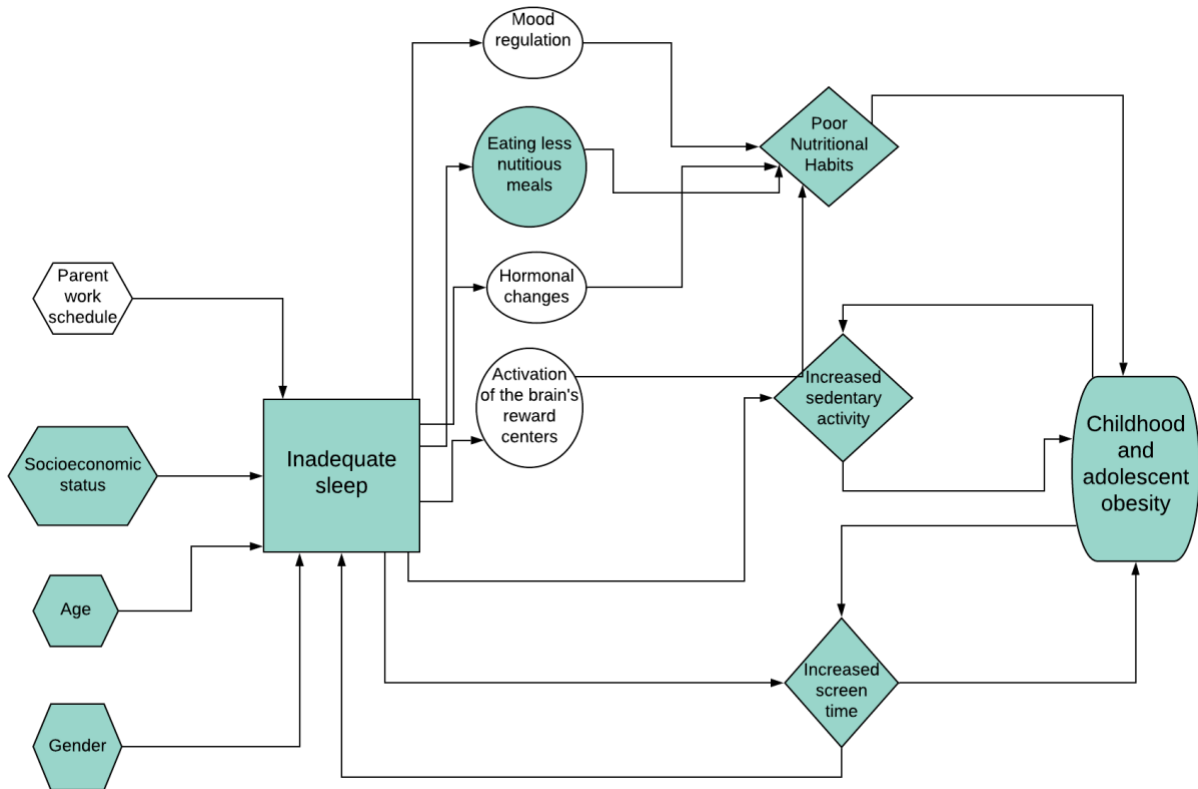 Mood
regulation
Eating less
nutitious
meals
Hormonal
changes
Activation
of the brain's
reward
centers
Poor
Nutritional
Habits
Parent
work
schedule
Socioeconomic
status
Age
Gender
Inadequate
sleep
Increased
sedentary
activity
Increased
screen
time
Childhood
and
adolescent
obesity